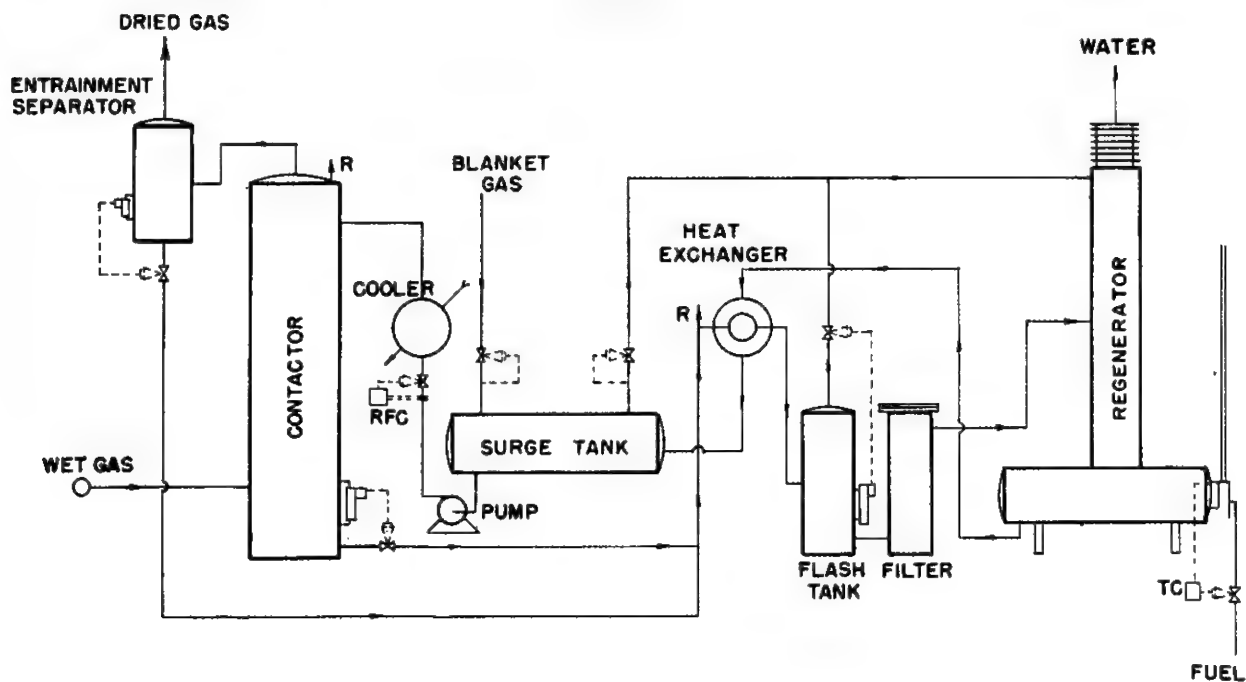 DRIED GAS
WATER
ENTRAINMENT
SEPARATOR
R
BLANKET
GAS
HEAT
EXCHANGER
COOLER
R
REGENERATOR
CONTACTOR
RFC
SURGE TANK
WET GAS
PUMP
FLASH
TANK
FILTER
TC
FUEL